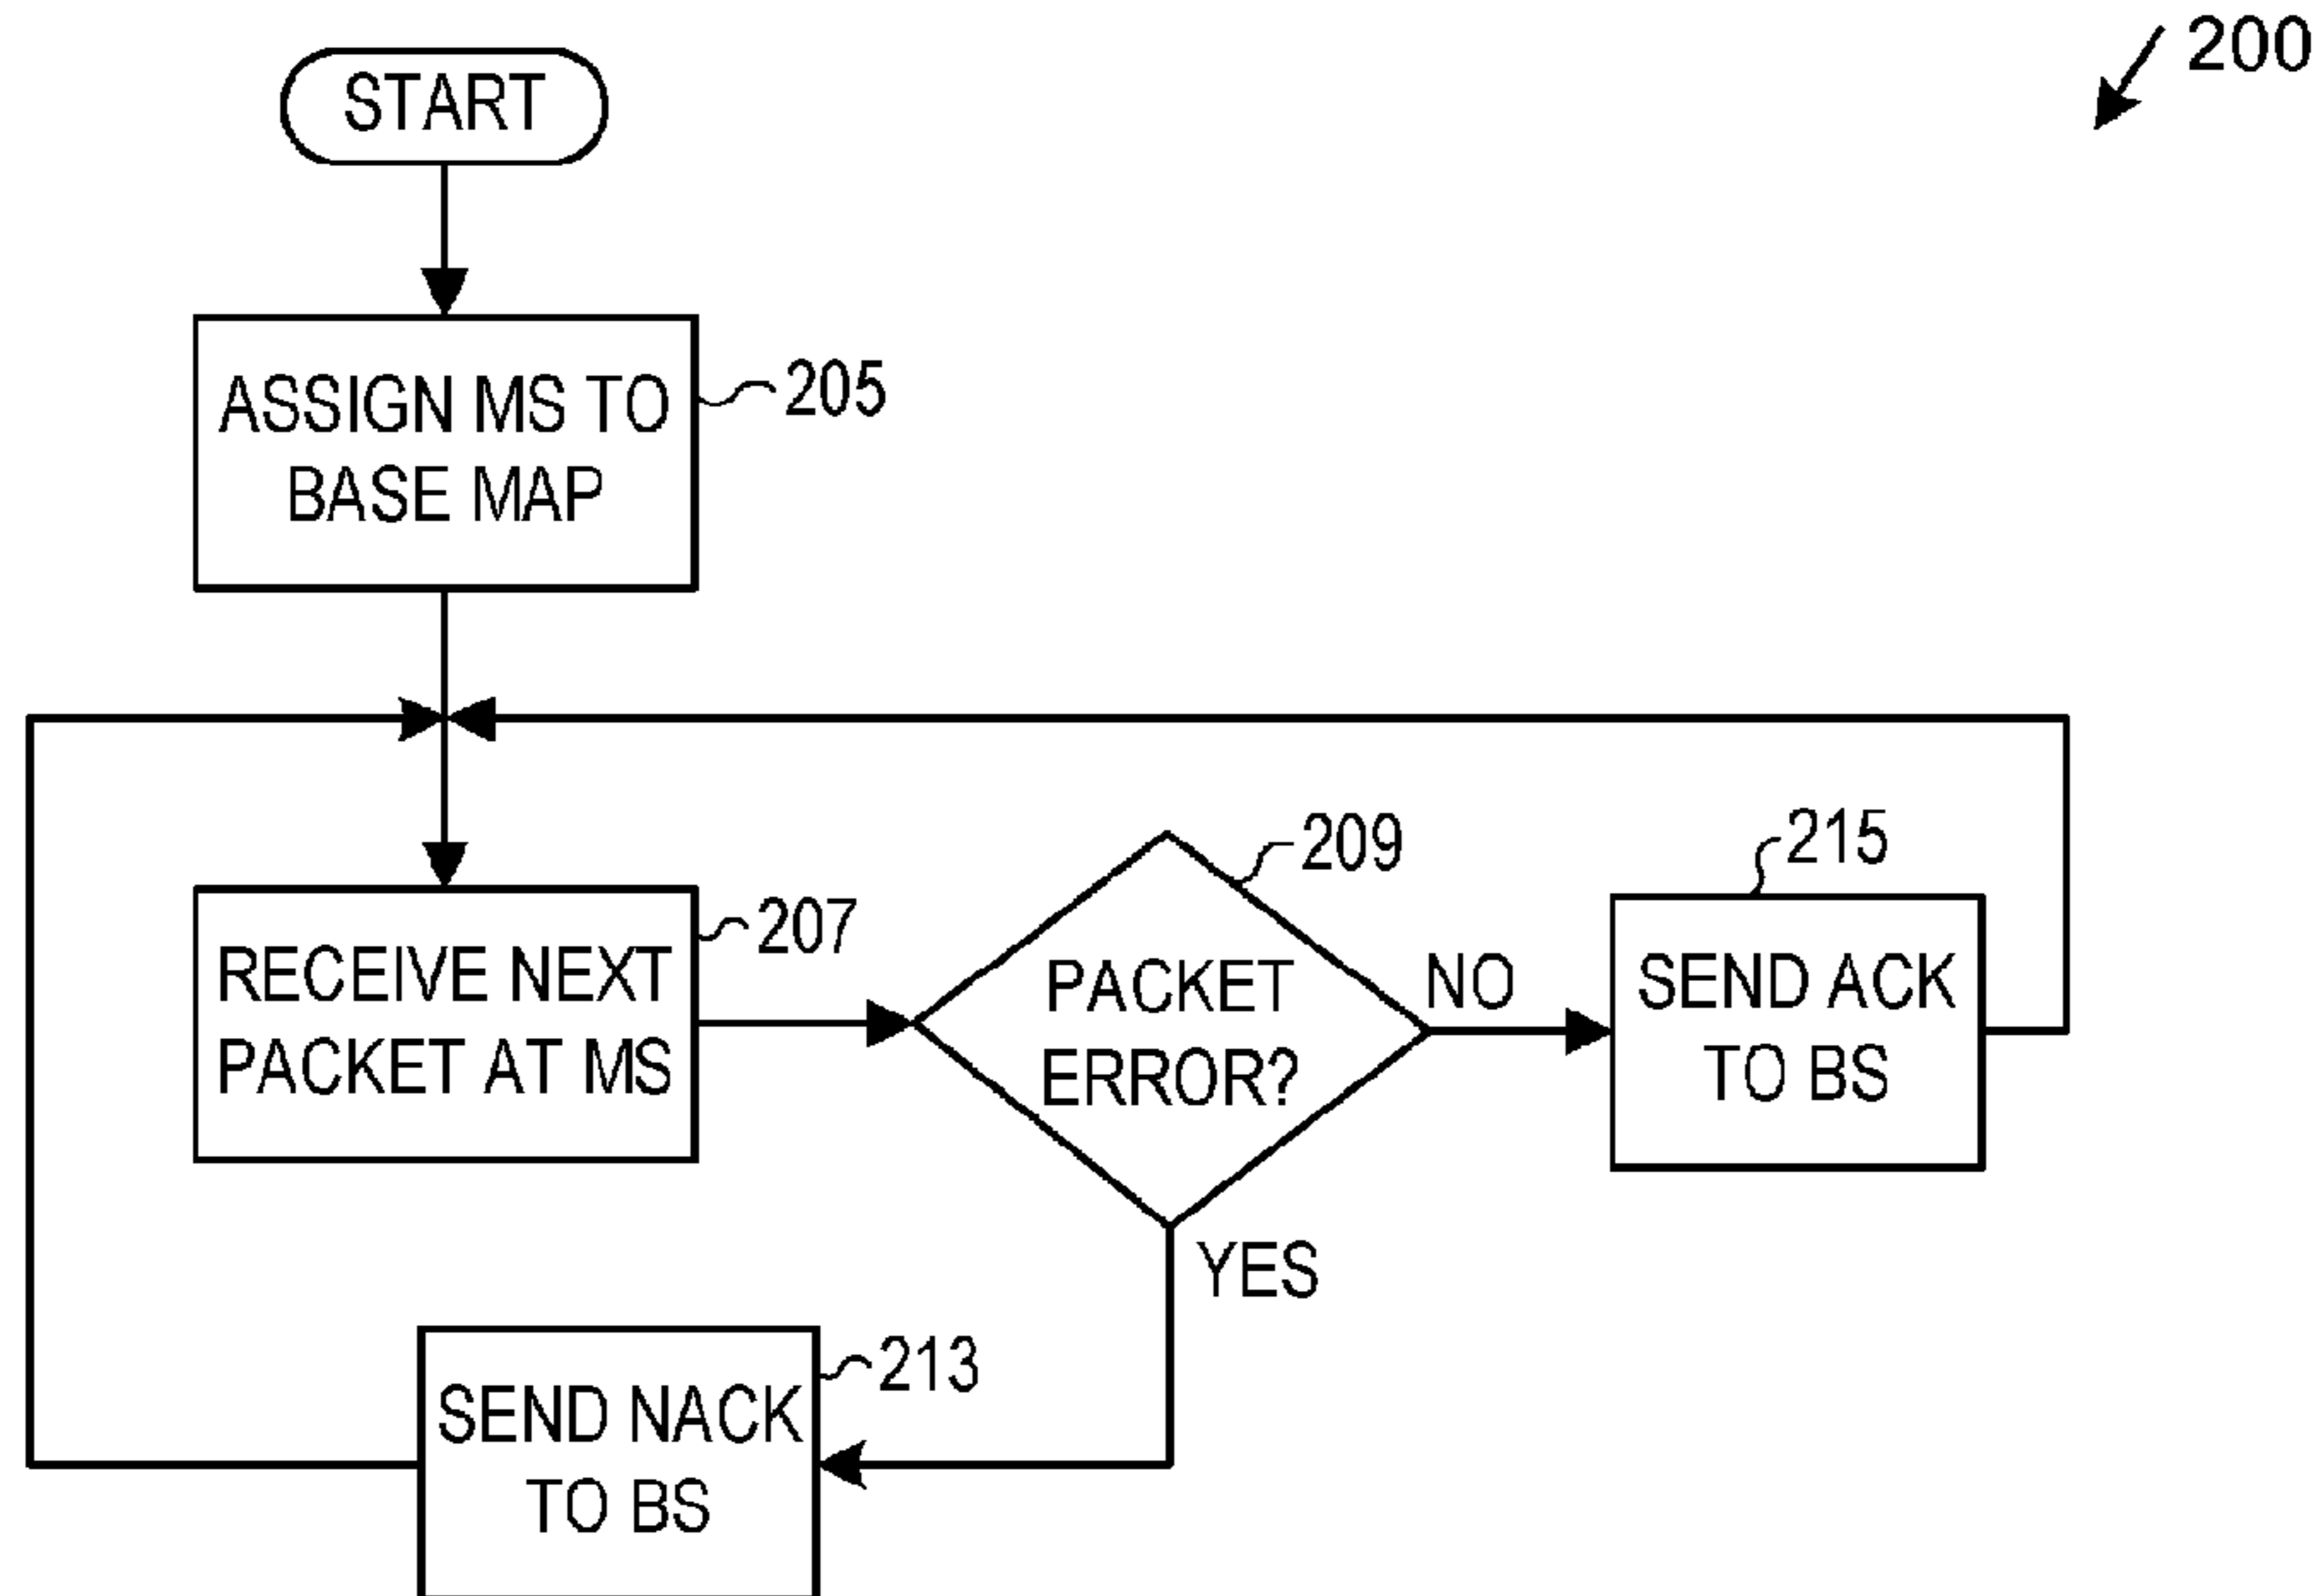 200
START
ASSIGN MS TO
BASE MAP
205
RECEIVE NEXT
PACKET AT MS
207
PACKET
ERROR?
209
NO
SEND ACK
TO BS
215
YES
SEND NACK
TO BS
213